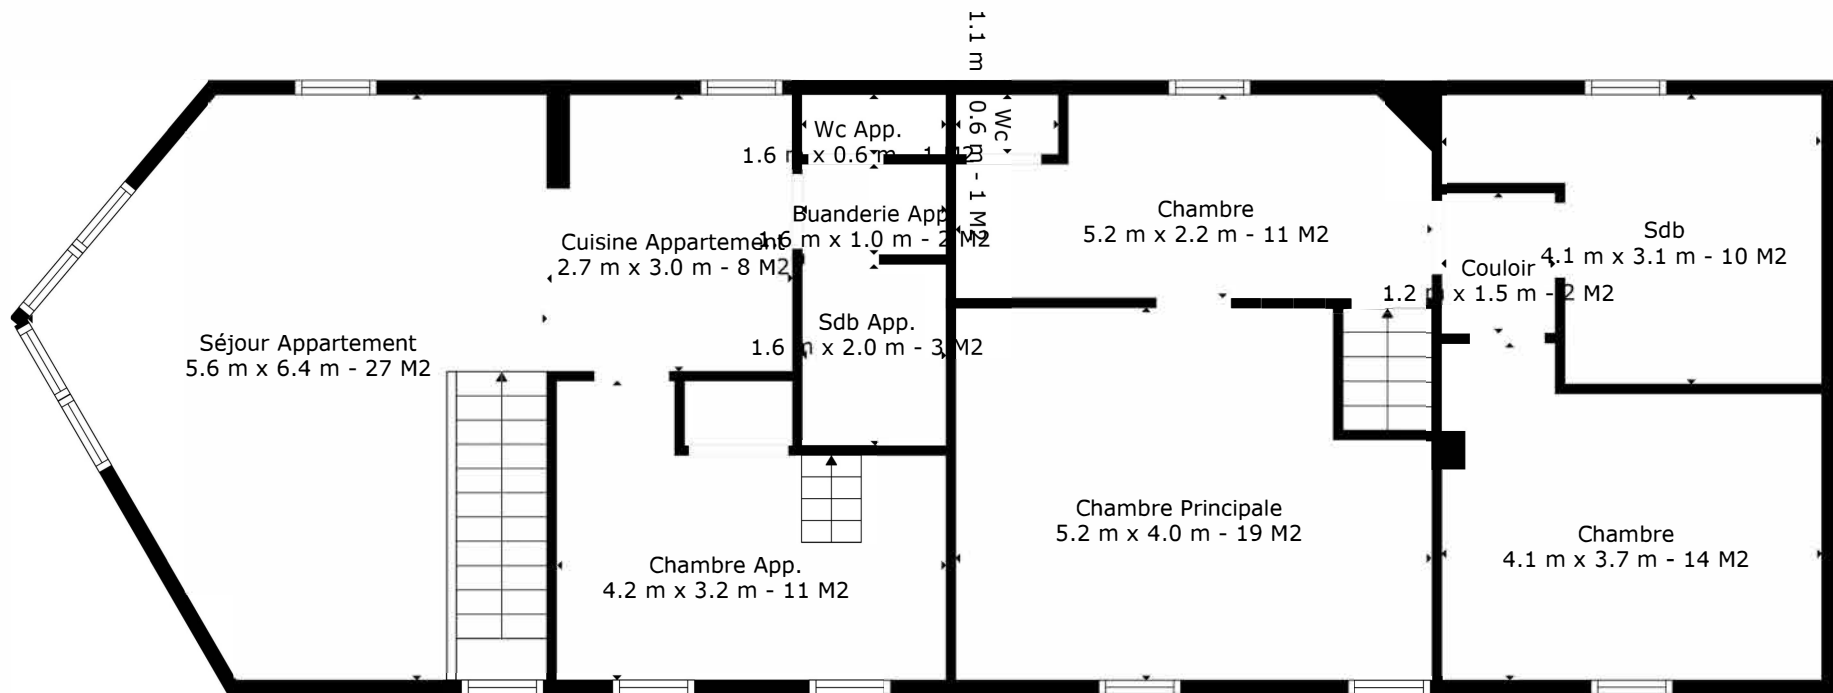 Séjour Appartement
5.6 m x 6.4 m - 27 M2
Cuisine Appartement
2.7 m x 3.0 m - 8 M2
Wc App.
1.6 m x 0.6 m - 1 M2
Buanderie App.
1.6 m x 1.0 m - 2 M2
Sdb App.
1.6 m x 2.0 m - 3 M2
Chambre App.
4.2 m x 3.2 m - 11 M2
Wc
1.1 m x 0.6 m - 1 M2
Chambre
5.2 m x 2.2 m - 11 M2
Chambre Principale
5.2 m x 4.0 m - 19 M2
Couloir
1.2 m x 1.5 m - 2 M2
Sdb
4.1 m x 3.1 m - 10 M2
Chambre
4.1 m x 3.7 m - 14 M2